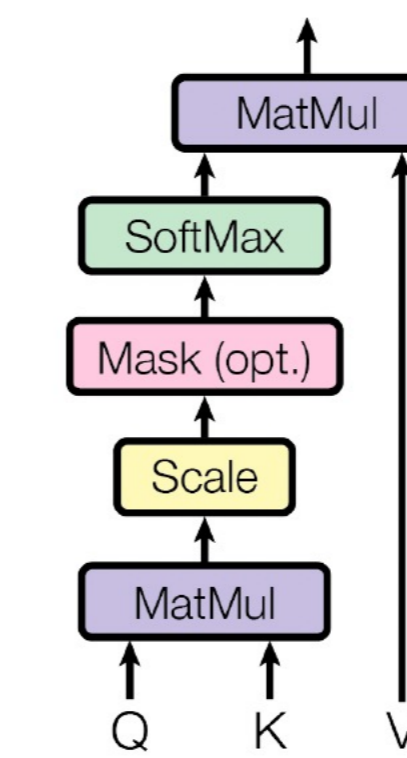 MatMul
SoftMax
Mask (opt.)
Scale
MatMul
Q K V